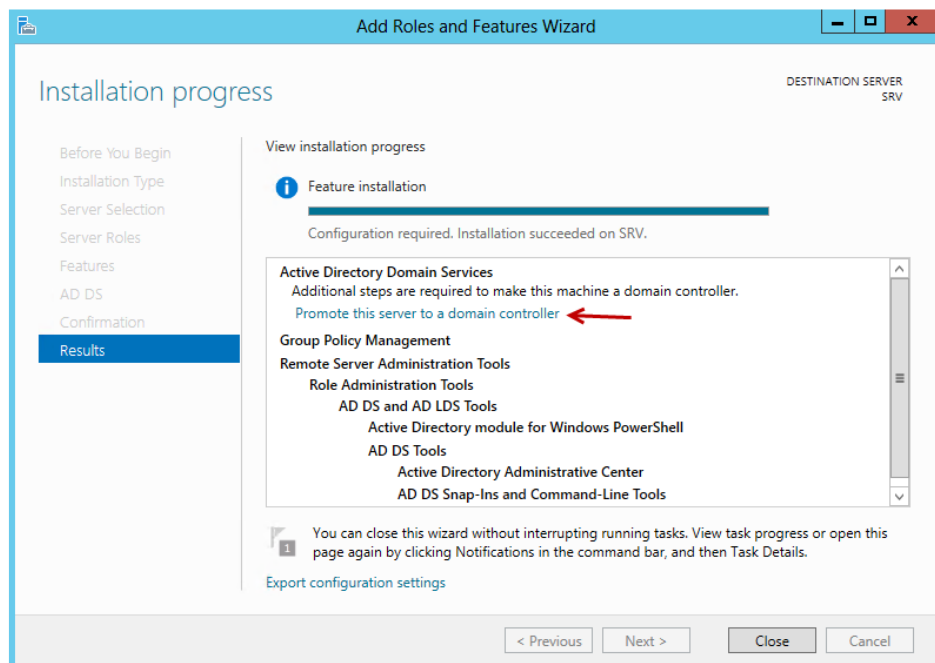 Add Roles and Features Wizard
Installation progress
DESTINATION SERVER
SRV
Before You Begin
Installation Type
Server Selection
Server Roles
Features
AD DS
Confirmation
Results
View installation progress
Feature installation
Configuration required. Installation succeeded on SRV.
Active Directory Domain Services
Additional steps are required to make this machine a domain controller.
Promote this server to a domain controller
Group Policy Management
Remote Server Administration Tools
Role Administration Tools
AD DS and AD LDS Tools
Active Directory module for Windows PowerShell
AD DS Tools
Active Directory Administrative Center
AD DS Snap-Ins and Command-Line Tools
1
You can close this wizard without interrupting running tasks. View task progress or open this
page again by clicking Notifications in the command bar, and then Task Details.
Export configuration settings
< Previous
Next >
Close
Cancel